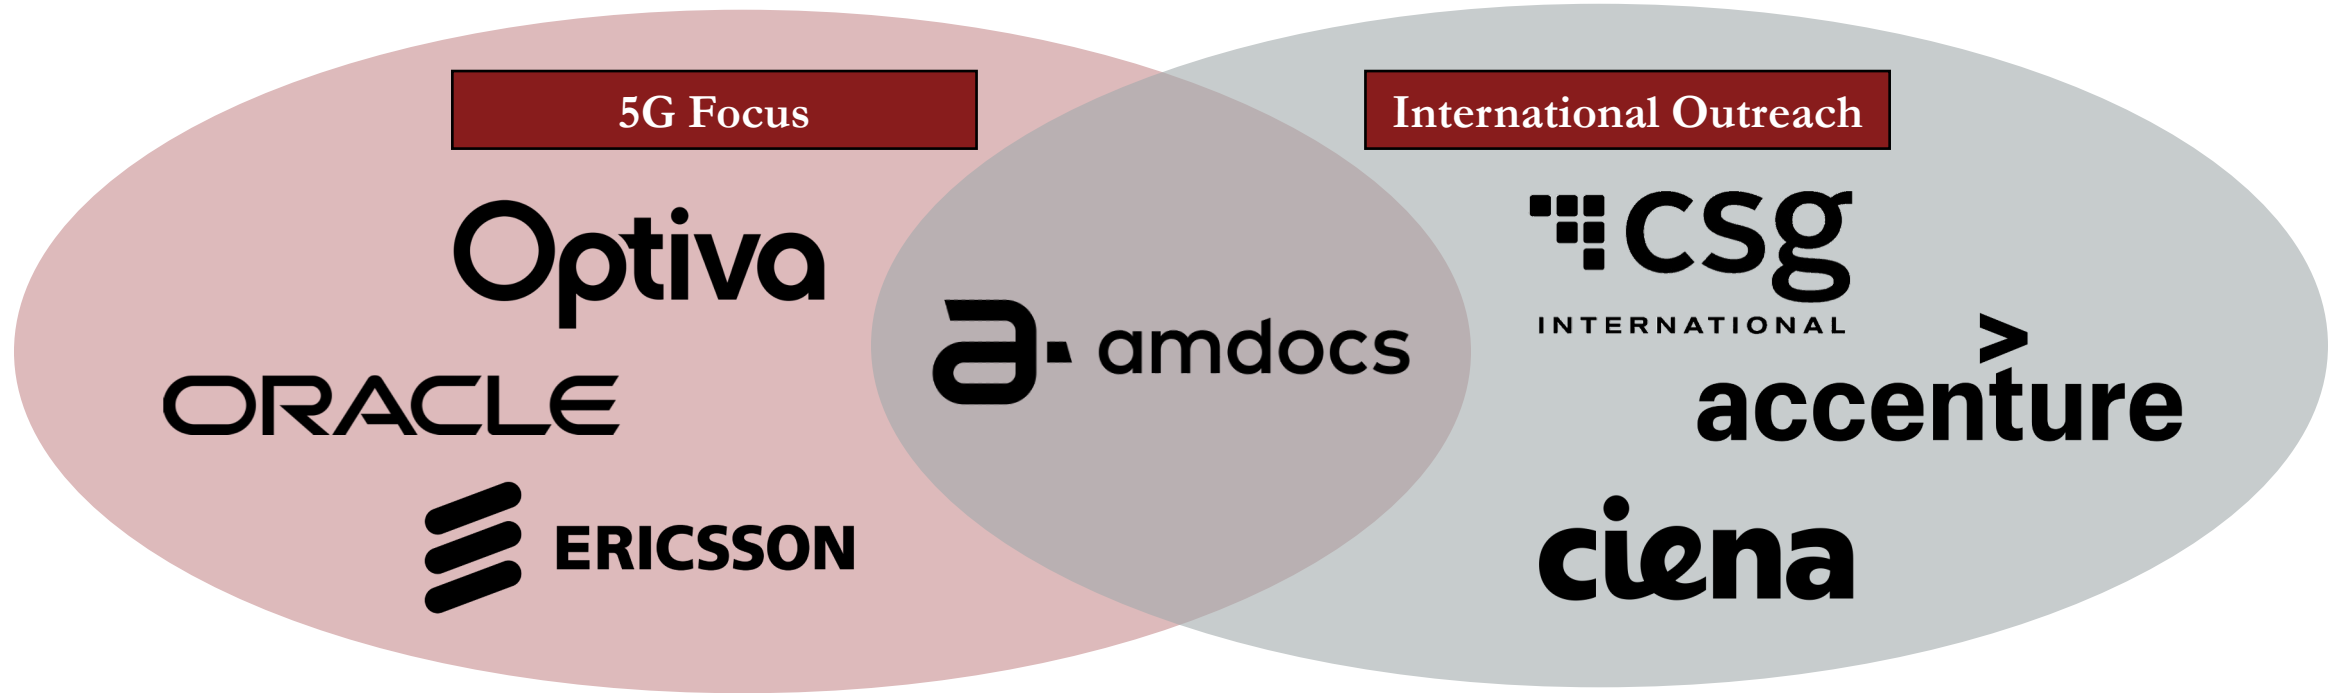 5G Focus
Optiva
ORACLE
ERICSSON
amdocs
International Outreach
csg
INTERNATIONAL
>
accenture
ciena